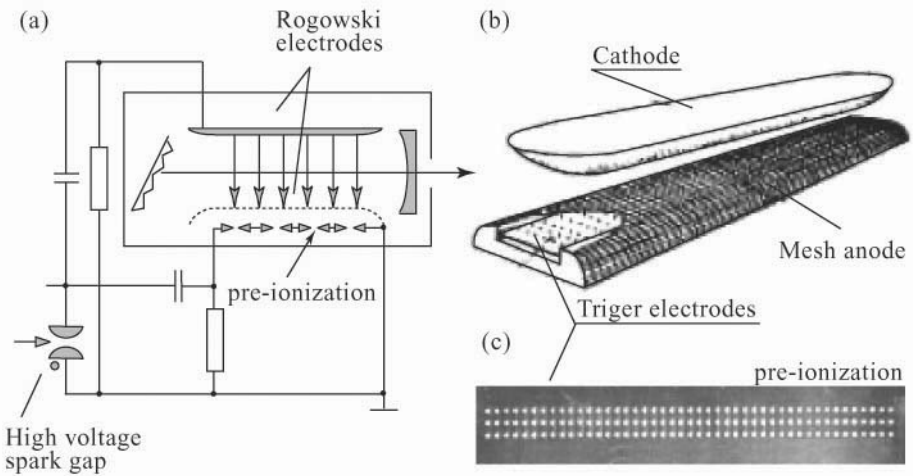 (a)
Rogowski
electrodes
pre-ionization
High voltage
spark gap
(b)
Cathode
Mesh anode
Triger electrodes
(c)
pre-ionization